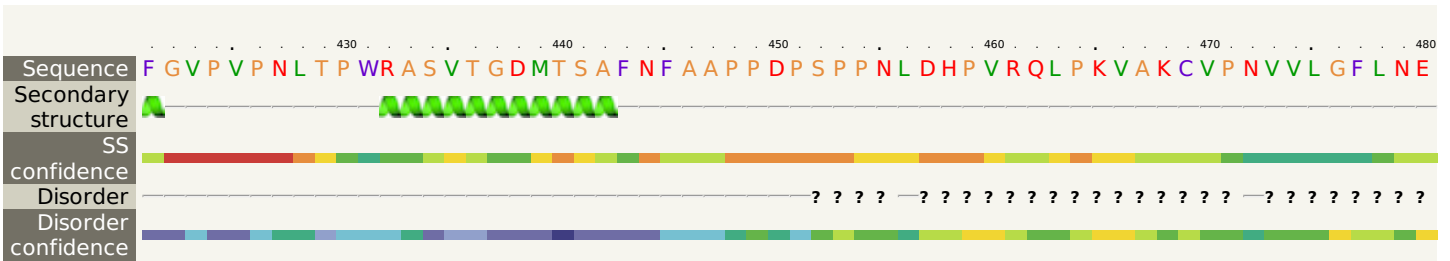 430 440 450 460 470 480
Sequence F G V P V P N L T P W R A S V T G D M T S A F N F A A P P D P S P P N L D H P V R Q L P K V A K C V P N V V L G F L N E
Secondary
structure
SS
confidence
Disorder ? ? ? ? ? ? ? ? ? ? ? ? ? ? ? ? ? ? ? ? ? ? ? ? ? ? ?
Disorder
confidence